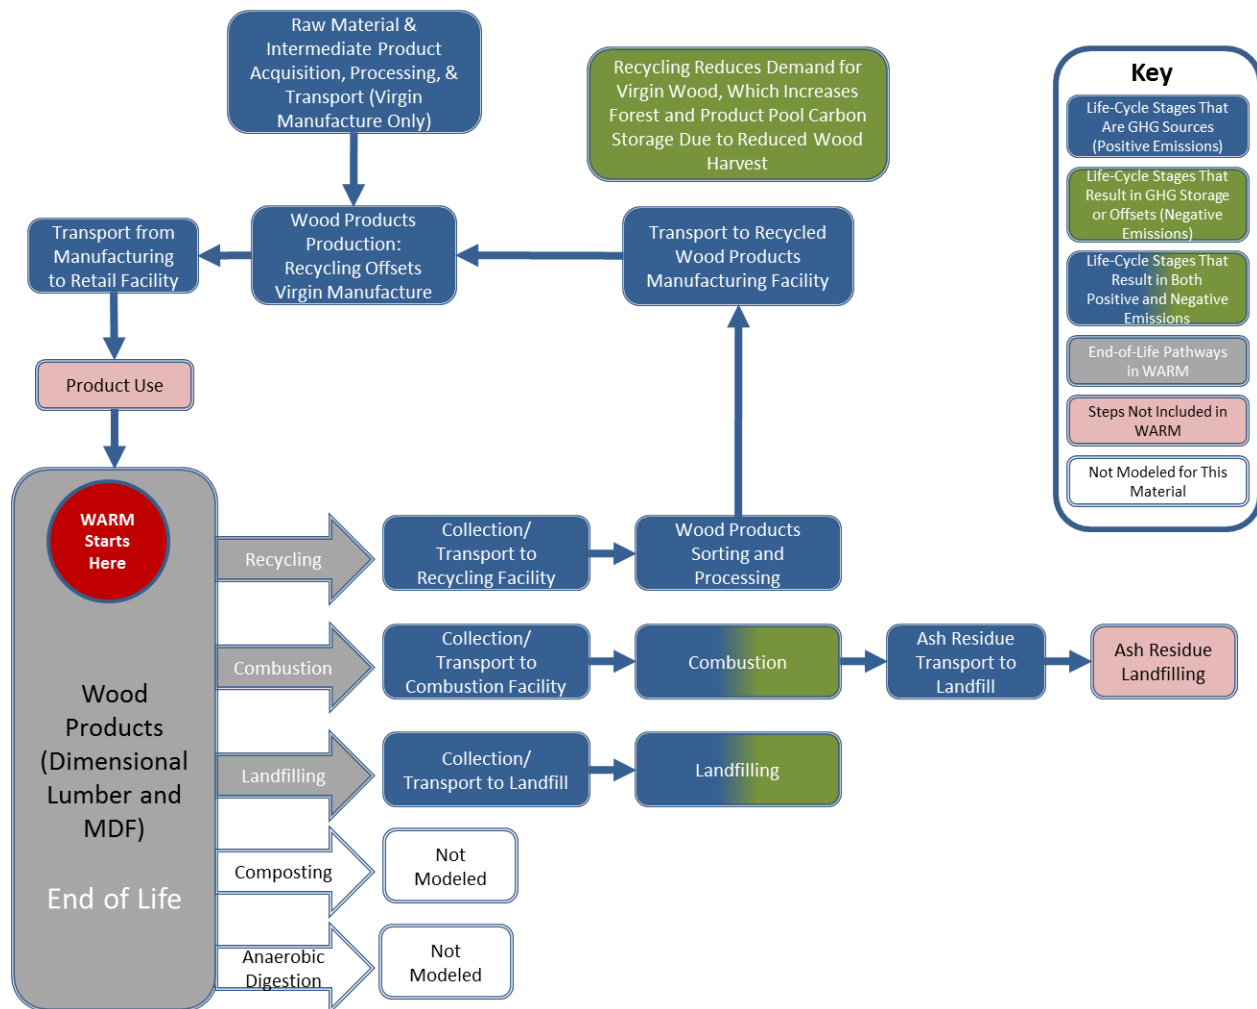 Raw Material &
Intermediate Product
Acquisition, Processing, &
Transport (Virgin
Manufacture Only)
Recycling Reduces Demand for
Virgin Wood, Which Increases
Forest and Product Pool Carbon
Storage Due to Reduced Wood
Harvest
Key
Life-Cycle Stages That
Are GHG Sources
(Positive Emissions)
Life-Cycle Stages That
Result in GHG Storage
or Offsets (Negative
Emissions)
Life-Cycle Stages That
Result in Both
Positive and Negative
Emissions
End-of-Life Pathways
in WARM
Steps Not Included in
WARM
Not Modeled for This
Material
Transport from
Manufacturing
to Retail Facility
Wood Products
Production:
Recycling Offsets
Virgin Manufacture
Transport to Recycled
Wood Products
Manufacturing Facility
Product Use
WARM
Starts
Here
Wood
Products
(Dimensional
Lumber and
MDF)
End of Life
Recycling
Collection/
Transport to
Recycling Facility
Wood Products
Sorting and
Processing
Combustion
Collection/
Transport to
Combustion Facility
Combustion
Ash Residue
Transport to
Landfill
Ash Residue
Landfilling
Landfilling
Collection/
Transport to Landfill
Landfilling
Composting
Not
Modeled
Anaerobic
Digestion
Not
Modeled